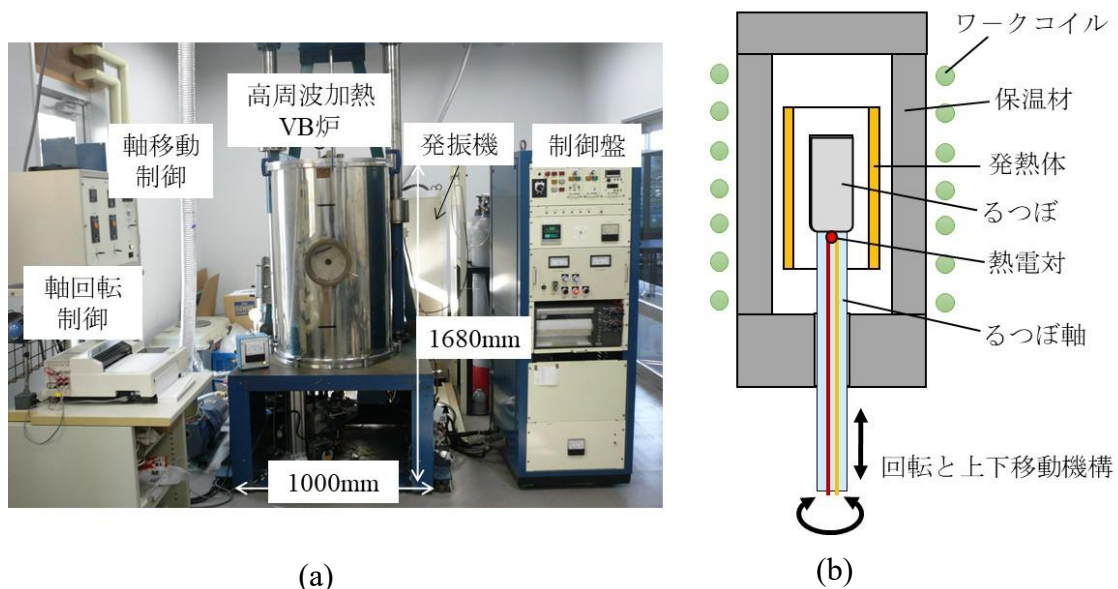 高周波加熱
VB炉
軸移動
制御
発振機
制御盤
軸回転
制御
1680mm
1000mm
(a)
ワークコイル
保温材
発熱体
るつぼ
熱電対
るつぼ軸
回転と上下移動機構
(b)